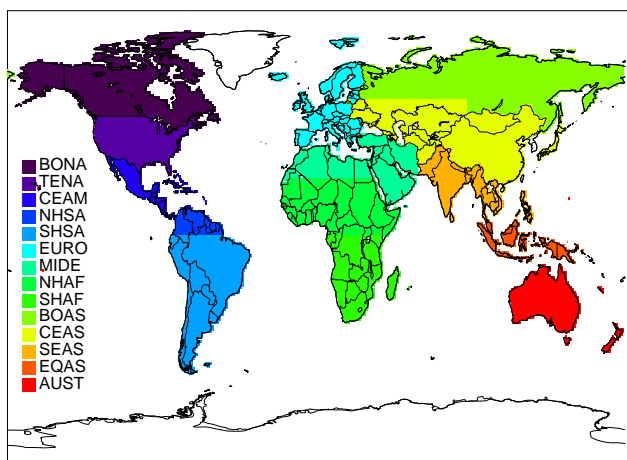 BONA
TENA
CEAM
NHSA
SHSA
EURO
MIDE
NHAF
SHAF
BOAS
CEAS
SEAS
EQAS
AUST